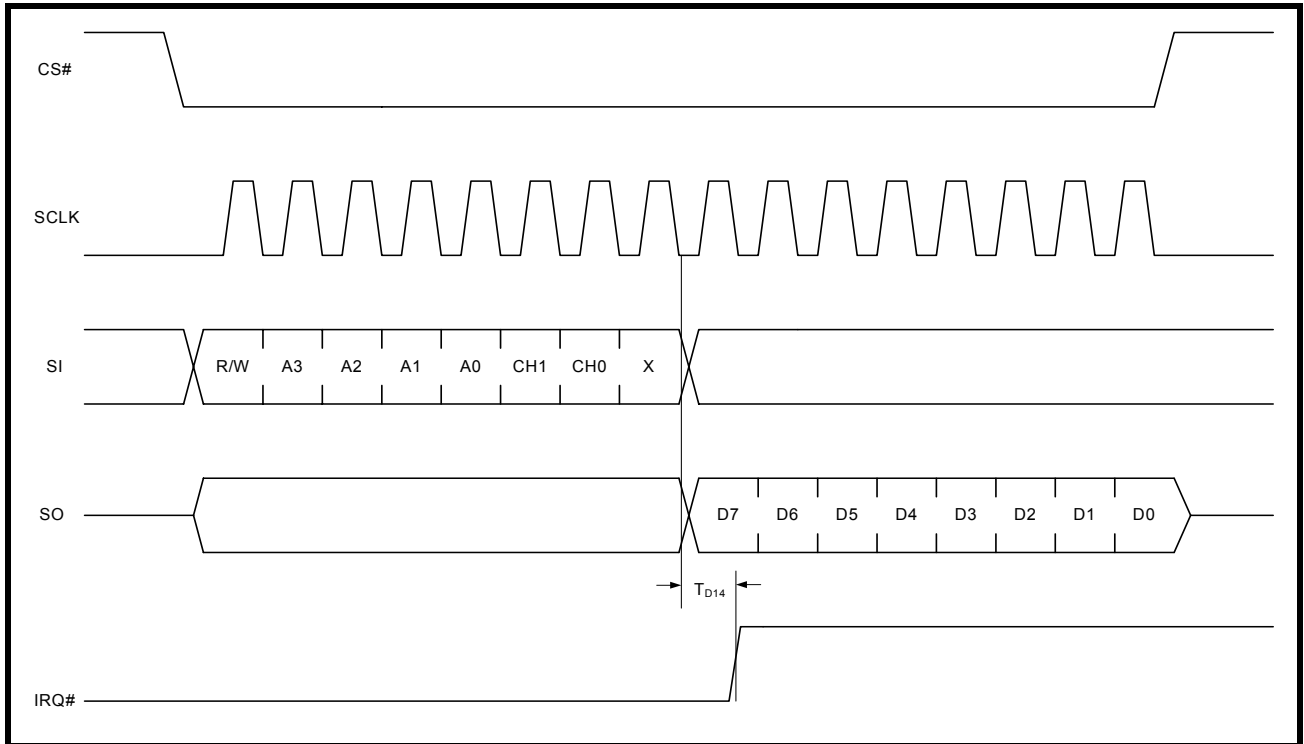 CS#
SCLK
SI R/W A3 A2 A1 A0 CH1 CH0 X
SO D7 D6 D5 D4 D3 D2 D1 D0
TD14
IRQ#